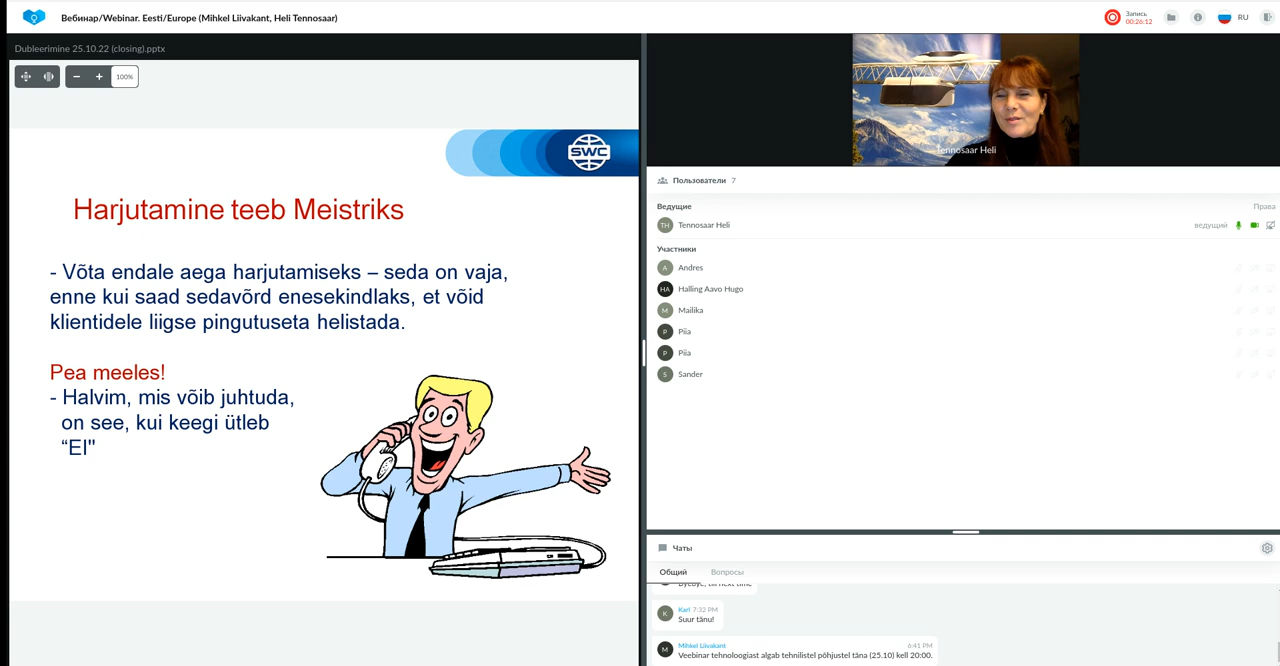 Вебинар/Webinar. Eesti/Europe (Mihkel Liivakant, Heli Tennosaar)
Запись
00:26:12
RU
Dubleerimine 25.10.22 (closing).pptx
100%
SWC
Harjutamine teeb Meistriks
- Võta endale aega harjutamiseks – seda on vaja,
enne kui saad sedavõrd enesekindlaks, et võid
klientidele liigse pingutuseta helistada.
Pea meeles!
- Halvim, mis võib juhtuda,
on see, kui keegi ütleb
“EI"
Tennosaar Heli
Пользователи 7
Ведущие
Права
TH Tennosaar Heli
ведущий
Участники
A Andres
HA Halling Aavo Hugo
M Mailika
P Piia
P Piia
S Sander
Чаты
Общий
Вопросы
Byebye, till next time
K Karl 7:32 PM
Suur tänu!
M Mihkel Liivakant 6:41 PM
Veebinar tehnoloogiast algab tehnilistel põhjustel täna (25.10) kell 20:00.